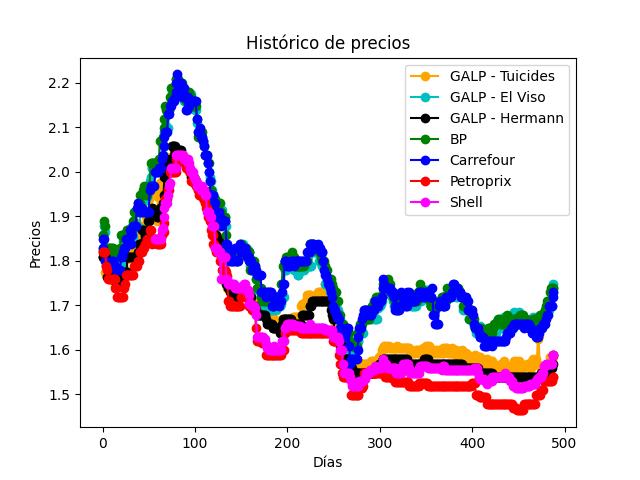 Histórico de precios
Precios
2.2
2.1
2.0
1.9
1.8
1.7
1.6
1.5
GALP - Tuicides
GALP - El Viso
GALP - Hermann
BP
Carrefour
Petroprix
Shell
0 100 200 300 400 500
Días